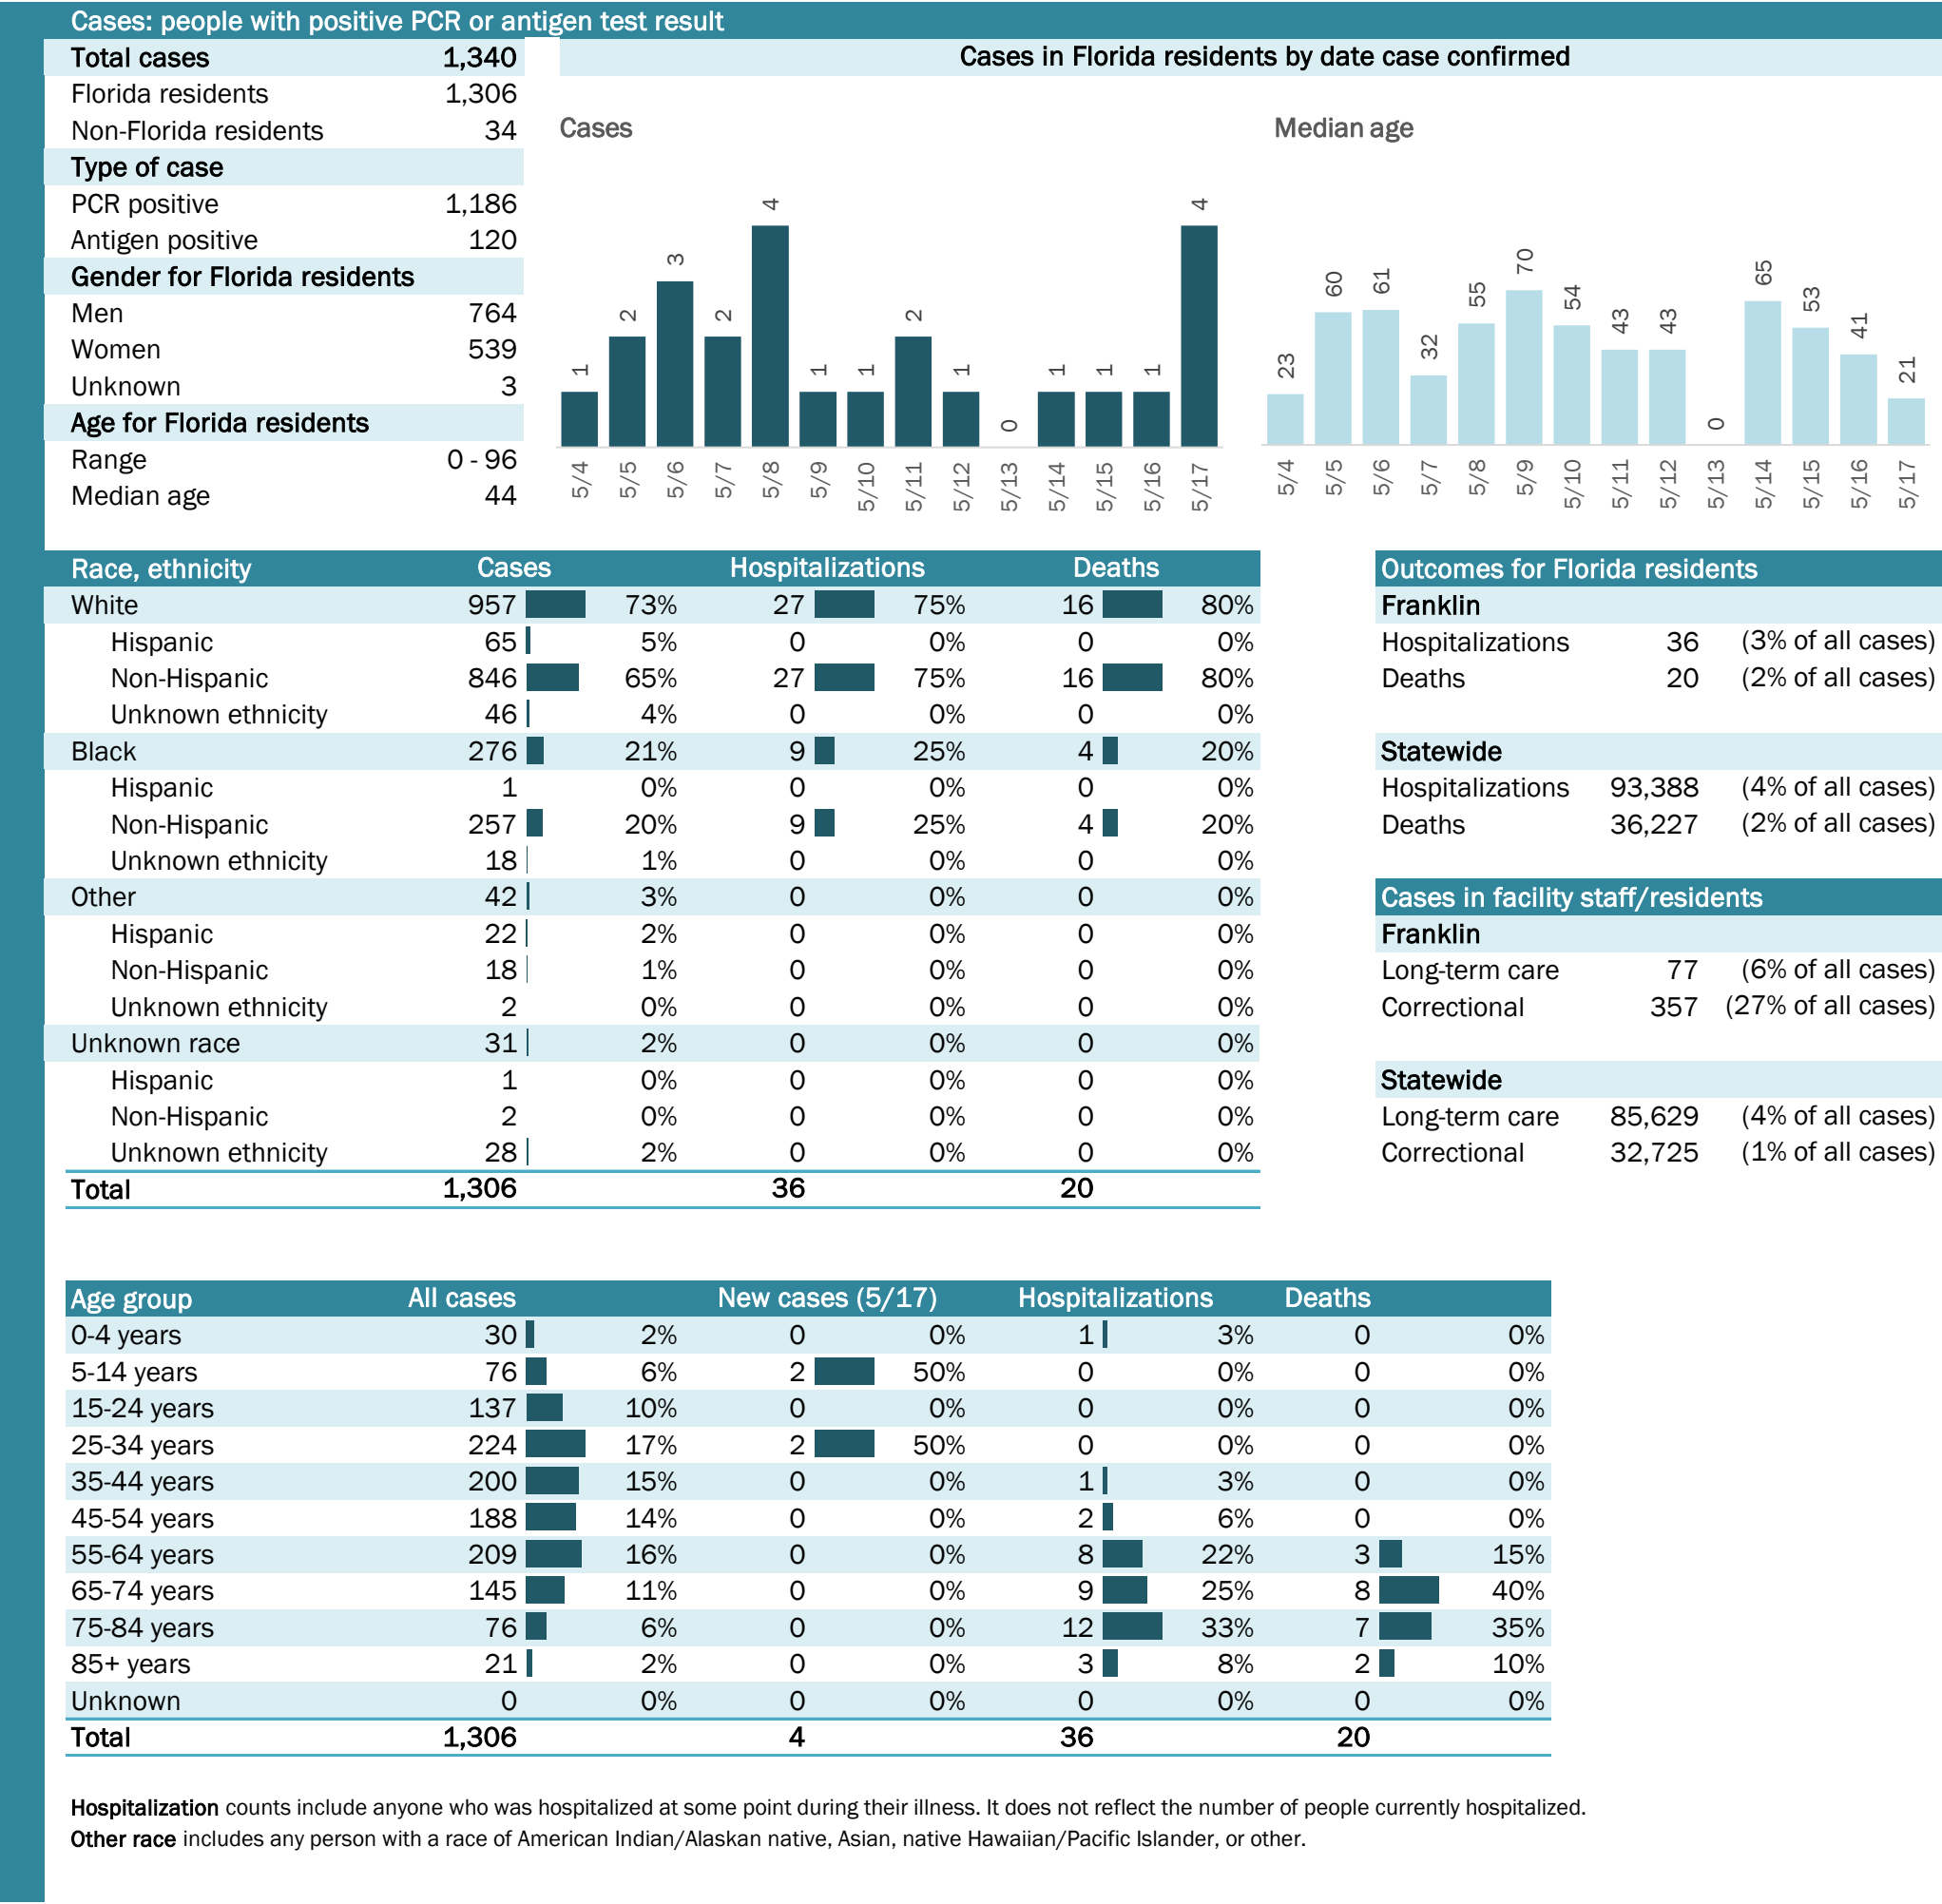 Cases: people with positive PCR or antigen test result
Total cases 1,340
Florida residents 1,306
Non-Florida residents 34
Type of case
PCR positive 1,186
Antigen positive 120
Gender for Florida residents
Men 764
Women 539
Unknown 3
Age for Florida residents
Range 0 - 96
Median age 44
Cases in Florida residents by date case confirmed
Cases
1 2 3 2 4 1 1 2 1 0 1 1 1 4
5/4 5/5 5/6 5/7 5/8 5/9 5/10 5/11 5/12 5/13 5/14 5/15 5/16 5/17
Median age
23 60 61 32 55 70 54 43 43 0 65 53 41 21
5/4 5/5 5/6 5/7 5/8 5/9 5/10 5/11 5/12 5/13 5/14 5/15 5/16 5/17
Race, ethnicity Cases Hospitalizations Deaths
White 957 73% 27 75% 16 80%
Hispanic 65 5% 0 0% 0 0%
Non-Hispanic 846 65% 27 75% 16 80%
Unknown ethnicity 46 4% 0 0% 0 0%
Black 276 21% 9 25% 4 20%
Hispanic 1 0% 0 0% 0 0%
Non-Hispanic 257 20% 9 25% 4 20%
Unknown ethnicity 18 1% 0 0% 0 0%
Other 42 3% 0 0% 0 0%
Hispanic 22 2% 0 0% 0 0%
Non-Hispanic 18 1% 0 0% 0 0%
Unknown ethnicity 2 0% 0 0% 0 0%
Unknown race 31 2% 0 0% 0 0%
Hispanic 1 0% 0 0% 0 0%
Non-Hispanic 2 0% 0 0% 0 0%
Unknown ethnicity 28 2% 0 0% 0 0%
Total 1,306 36 20
Outcomes for Florida residents
Franklin
Hospitalizations 36 (3% of all cases)
Deaths 20 (2% of all cases)
Statewide
Hospitalizations 93,388 (4% of all cases)
Deaths 36,227 (2% of all cases)
Cases in facility staff/residents
Franklin
Long-term care 77 (6% of all cases)
Correctional 357 (27% of all cases)
Statewide
Long-term care 85,629 (4% of all cases)
Correctional 32,725 (1% of all cases)
Age group All cases New cases (5/17) Hospitalizations Deaths
0-4 years 30 2% 0 0% 1 3% 0 0%
5-14 years 76 6% 2 50% 0 0% 0 0%
15-24 years 137 10% 0 0% 0 0% 0 0%
25-34 years 224 17% 2 50% 0 0% 0 0%
35-44 years 200 15% 0 0% 1 3% 0 0%
45-54 years 188 14% 0 0% 2 6% 0 0%
55-64 years 209 16% 0 0% 8 22% 3 15%
65-74 years 145 11% 0 0% 9 25% 8 40%
75-84 years 76 6% 0 0% 12 33% 7 35%
85+ years 21 2% 0 0% 3 8% 2 10%
Unknown 0 0% 0 0% 0 0% 0 0%
Total 1,306 4 36 20
Hospitalization counts include anyone who was hospitalized at some point during their illness. It does not reflect the number of people currently hospitalized.
Other race includes any person with a race of American Indian/Alaskan native, Asian, native Hawaiian/Pacific Islander, or other.